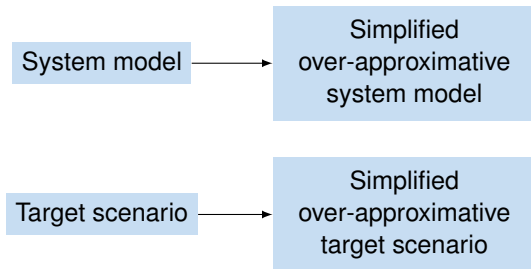 System model
Simplified
over-approximative
system model
Target scenario
Simplified
over-approximative
target scenario